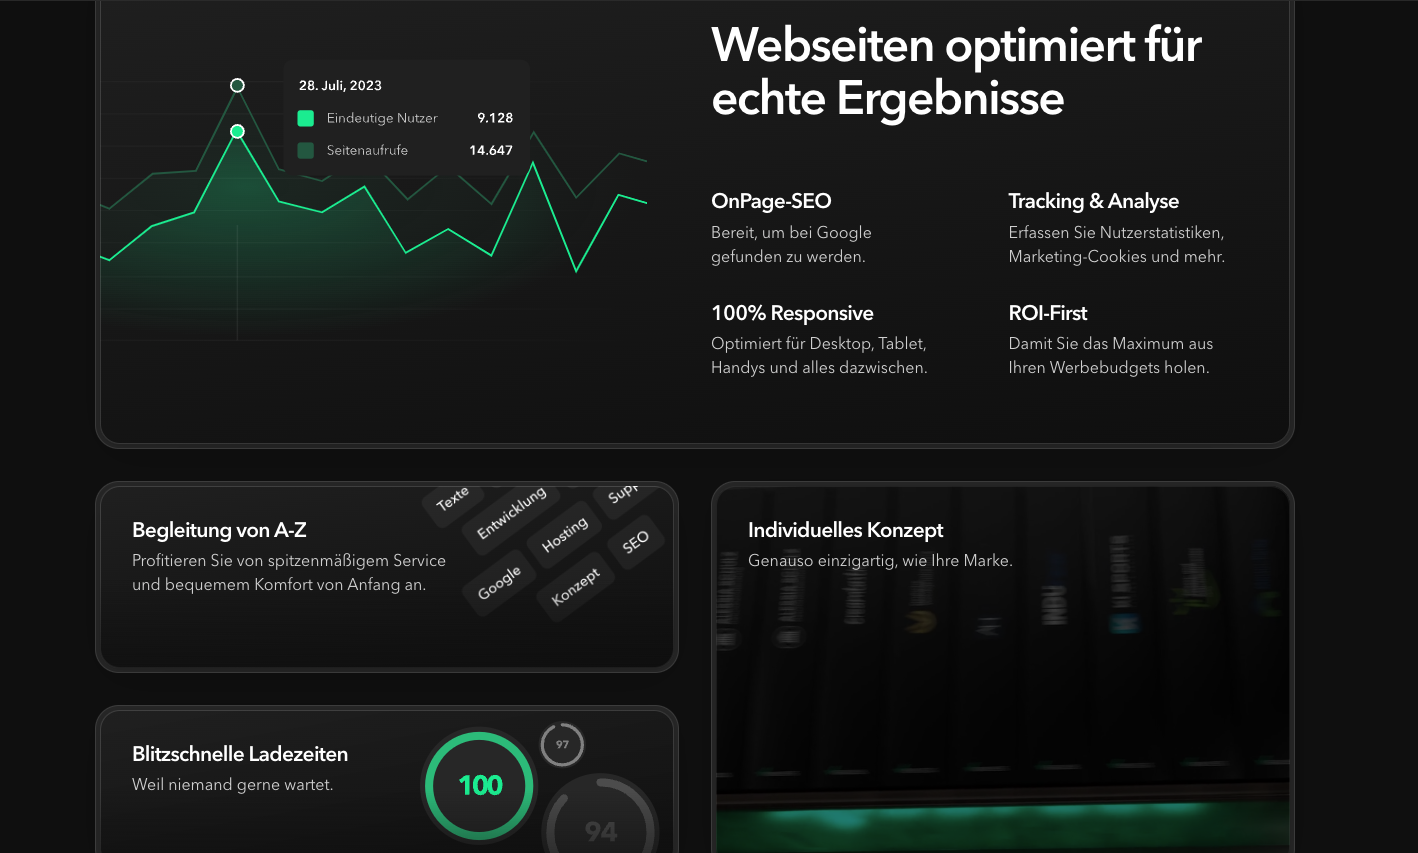 Webseiten optimiert für
echte Ergebnisse
28. Juli, 2023
Eindeutige Nutzer 9.128
Seitenaufrufe 14.647
OnPage-SEO
Bereit, um bei Google
gefunden zu werden.
Tracking & Analyse
Erfassen Sie Nutzerstatistiken,
Marketing-Cookies und mehr.
100% Responsive
Optimiert für Desktop, Tablet,
Handys und alles dazwischen.
ROI-First
Damit Sie das Maximum aus
Ihren Werbebudgets holen.
Begleitung von A-Z
Profitieren Sie von spitzenmäßigem Service
und bequemem Komfort von Anfang an.
Texte
Entwicklung
Hosting
SEO
Google
Konzept
Individuelles Konzept
Genauso einzigartig, wie Ihre Marke.
Blitzschnelle Ladezeiten
Weil niemand gerne wartet.
100
97
94